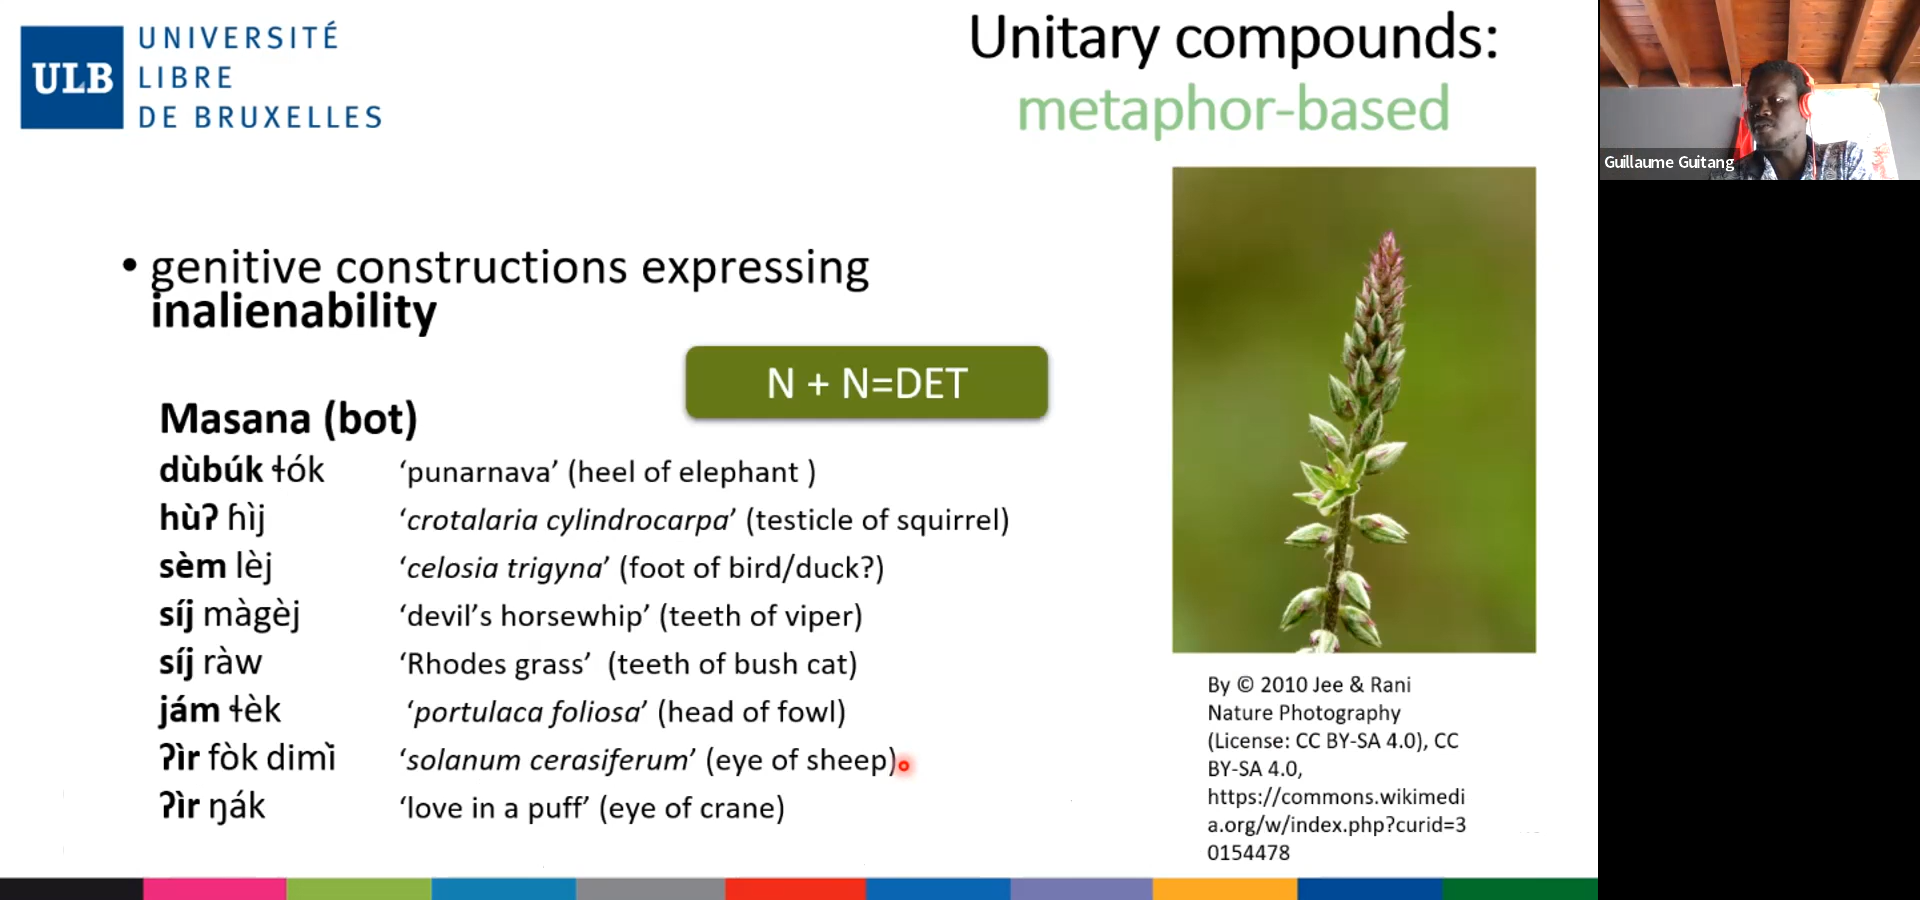 ULB
UNIVERSITÉ
LIBRE
DE BRUXELLES
Unitary compounds:
metaphor-based
• genitive constructions expressing
inalienability
N + N=DET
Masana (bot)
dùbúk ɬók ‘punarnava’ (heel of elephant )
hùʔ ɦìj ‘crotalaria cylindrocarpa’ (testicle of squirrel)
sèm lèj ‘celosia trigyna’ (foot of bird/duck?)
síj màgèj ‘devil’s horsewhip’ (teeth of viper)
síj ràw ‘Rhodes grass’ (teeth of bush cat)
jám ɬèk ‘portulaca foliosa’ (head of fowl)
ʔìr fòk dimì ‘solanum cerasiferum’ (eye of sheep)
ʔìr ŋák ‘love in a puff’ (eye of crane)
By © 2010 Jee & Rani
Nature Photography
(License: CC BY-SA 4.0), CC
BY-SA 4.0,
https://commons.wikimedi
a.org/w/index.php?curid=3
0154478
Guillaume Guitang